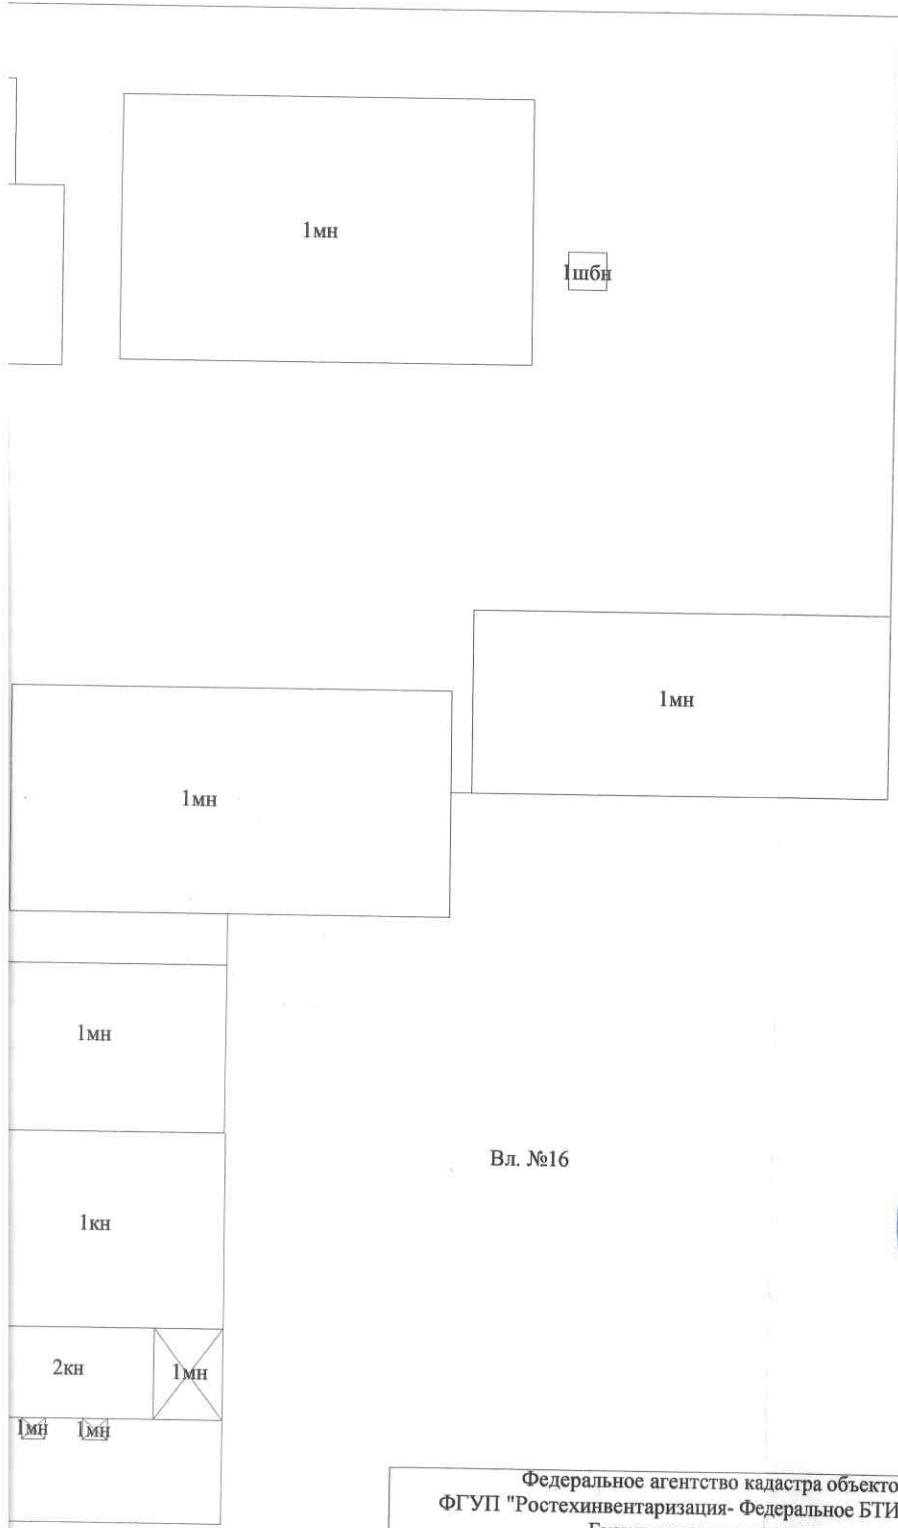 1мн
1шбн
1мн
1мн
1мн
Вл. №16
1кн
2кн
1мн
1мн
1мн
Федеральное агентство кадастра объекто
ФГУП "Ростехинвентаризация- Федеральное БТИ